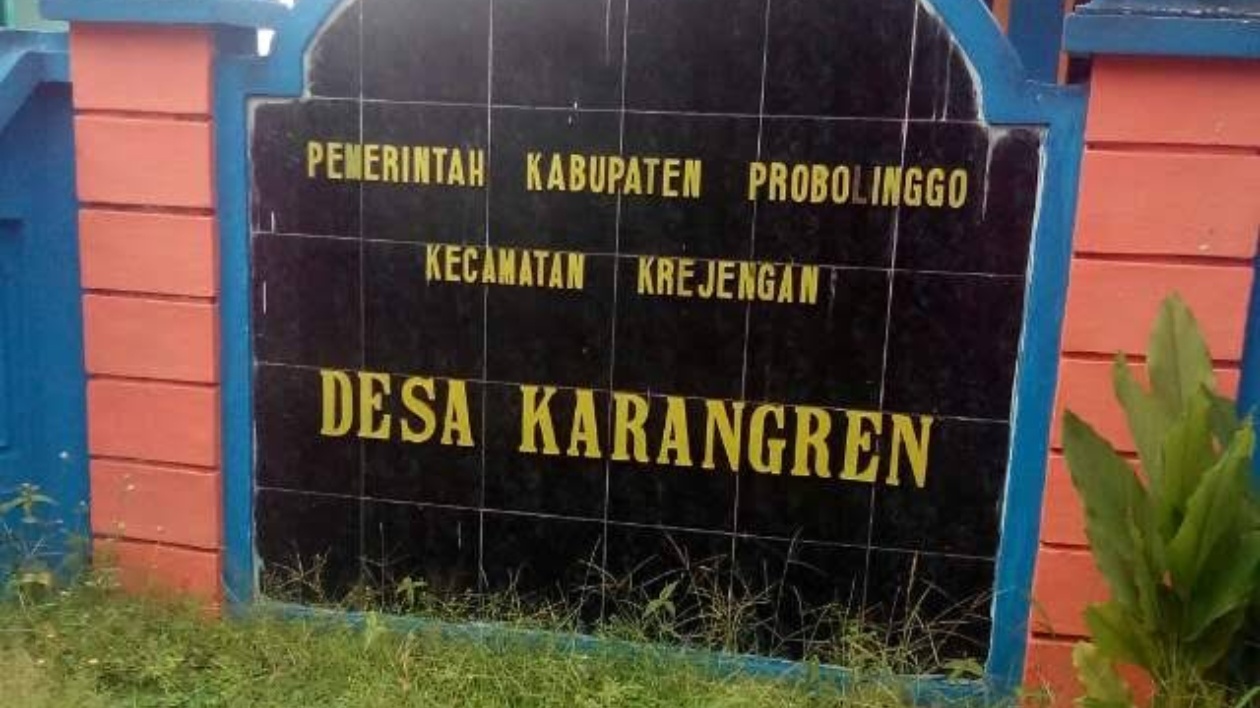 PEMERINTAH KABUPATEN PROBOLINGGO
KECAMATAN KREJENGAN
DESA KARANGREN